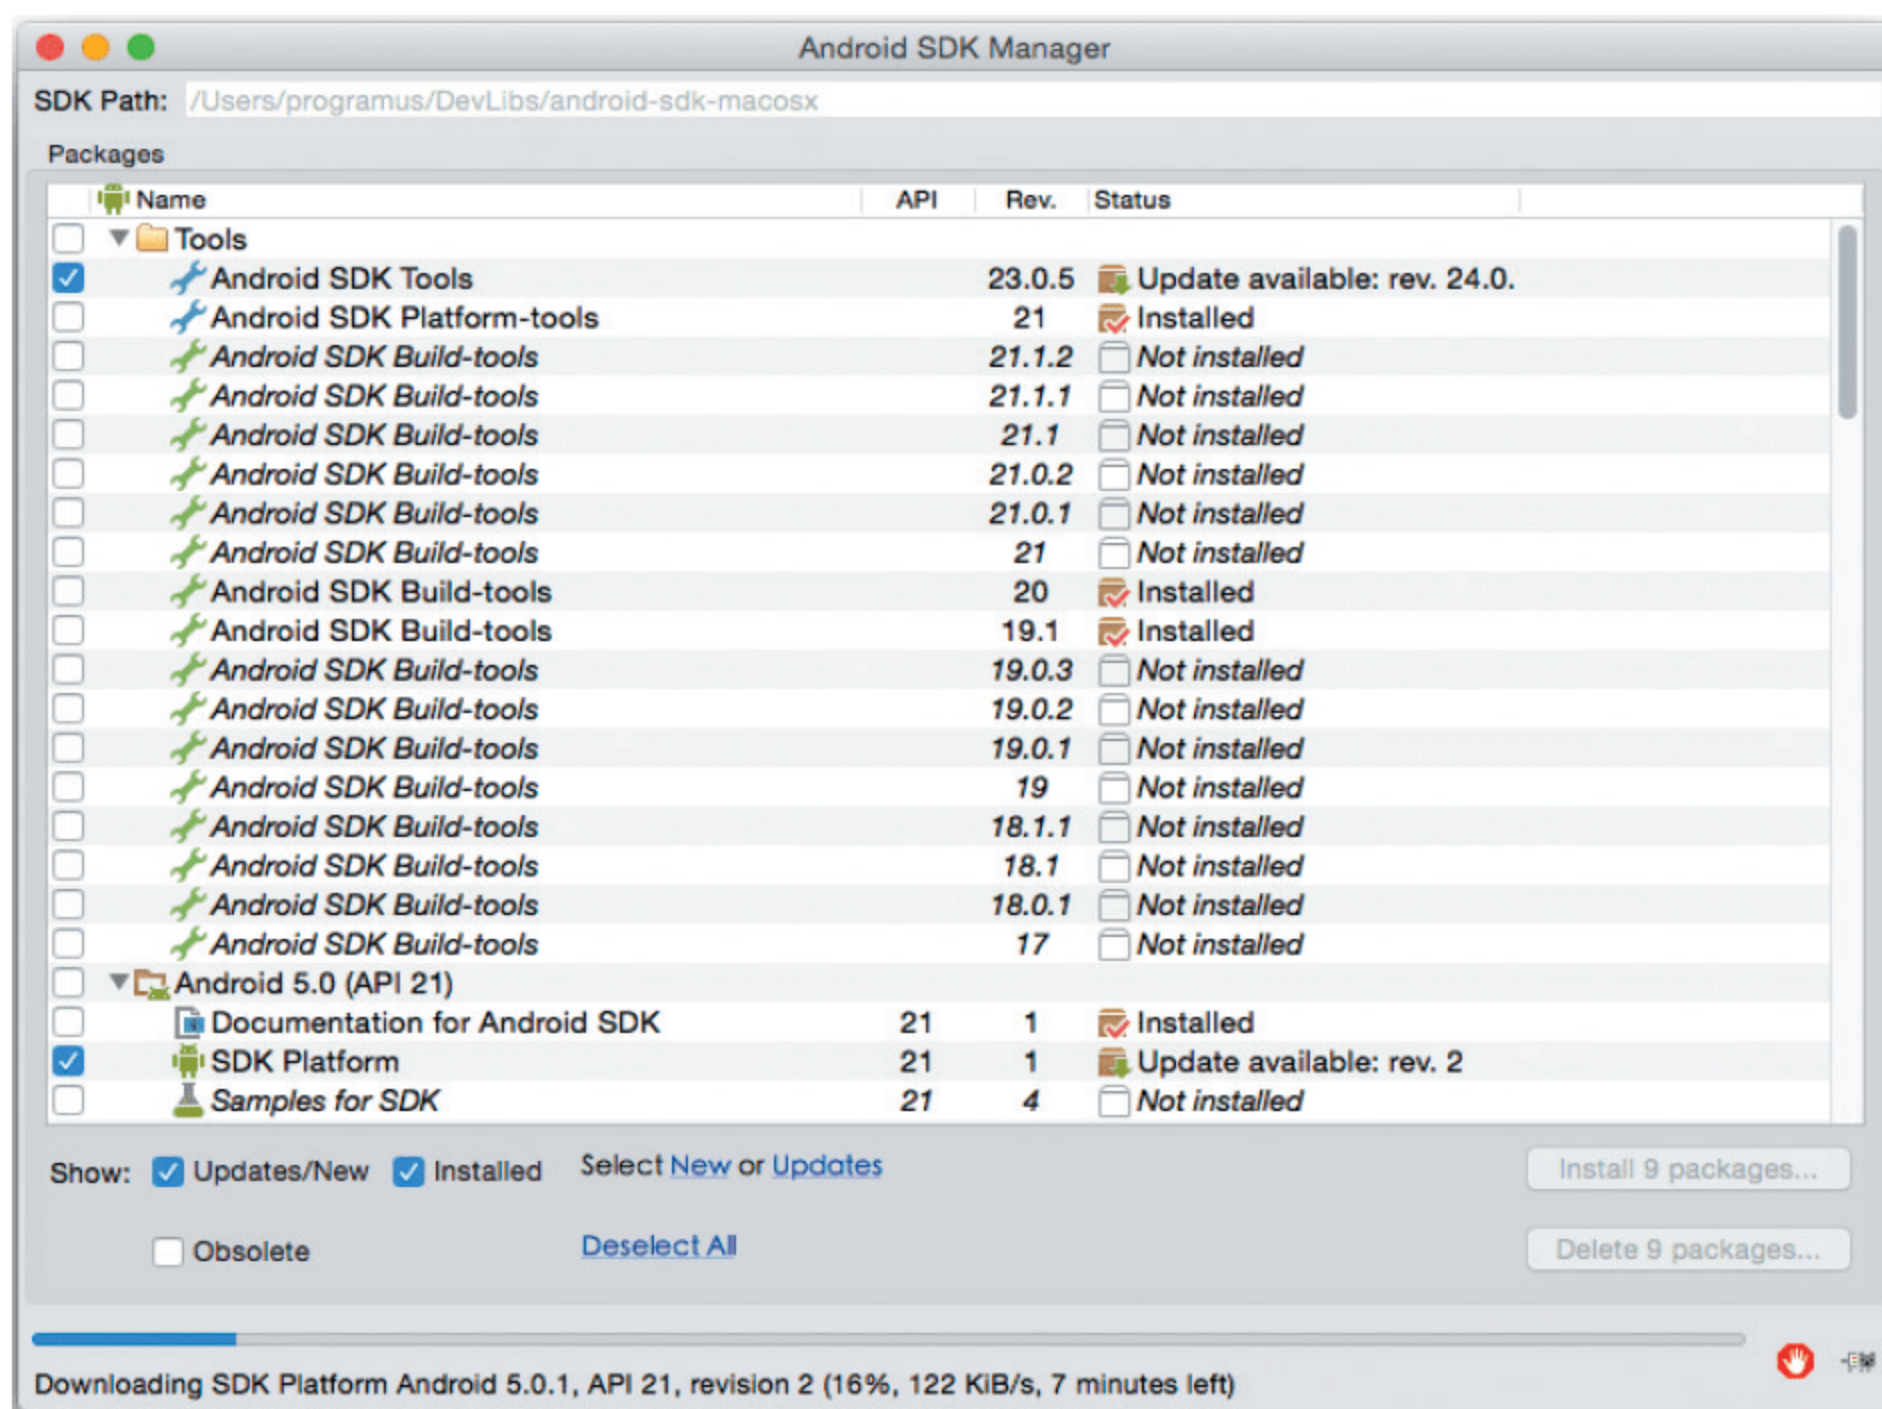 Android SDK Manager
SDK Path: /Users/programus/DevLibs/android-sdk-macosx
Packages
Name API Rev. Status
Tools
Android SDK Tools 23.0.5 Update available: rev. 24.0.
Android SDK Platform-tools 21 Installed
Android SDK Build-tools 21.1.2 Not installed
Android SDK Build-tools 21.1.1 Not installed
Android SDK Build-tools 21.1 Not installed
Android SDK Build-tools 21.0.2 Not installed
Android SDK Build-tools 21.0.1 Not installed
Android SDK Build-tools 21 Not installed
Android SDK Build-tools 20 Installed
Android SDK Build-tools 19.1 Installed
Android SDK Build-tools 19.0.3 Not installed
Android SDK Build-tools 19.0.2 Not installed
Android SDK Build-tools 19.0.1 Not installed
Android SDK Build-tools 19 Not installed
Android SDK Build-tools 18.1.1 Not installed
Android SDK Build-tools 18.1 Not installed
Android SDK Build-tools 18.0.1 Not installed
Android SDK Build-tools 17 Not installed
Android 5.0 (API 21)
Documentation for Android SDK 21 1 Installed
SDK Platform 21 1 Update available: rev. 2
Samples for SDK 21 4 Not installed
Show: Updates/New Installed Select New or Updates Install 9 packages...
Obsolete Deselect All Delete 9 packages...
Downloading SDK Platform Android 5.0.1, API 21, revision 2 (16%, 122 KiB/s, 7 minutes left)